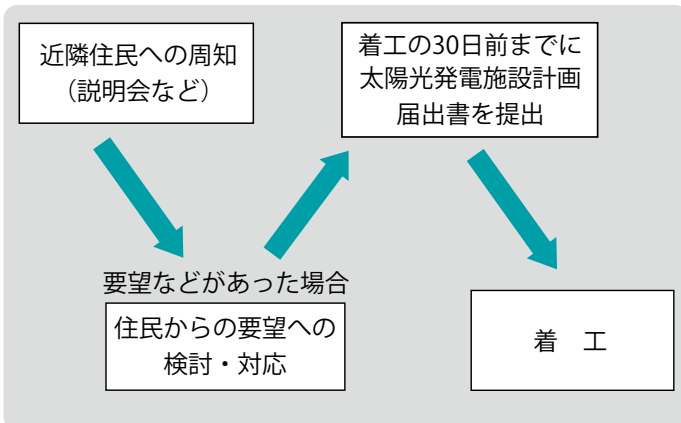 近隣住民への周知
（説明会など）
要望などがあった場合
住民からの要望への
検討・対応
着工の30日前までに
太陽光発電施設計画
届出書を提出
着　工